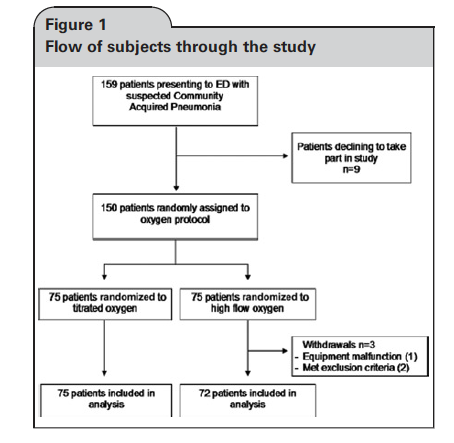 Figure 1
Flow of subjects through the study
159 patients presenting to ED with
suspected Community
Acquired Pneumonia
Patients declining to take
part in study
n=9
150 patients randomly assigned to
oxygen protocol
75 patients randomized to
titrated oxygen
75 patients randomized to
high flow oxygen
Withdrawals n=3
- Equipment malfunction (1)
- Met exclusion criteria (2)
75 patients included in
analysis
72 patients included in
analysis